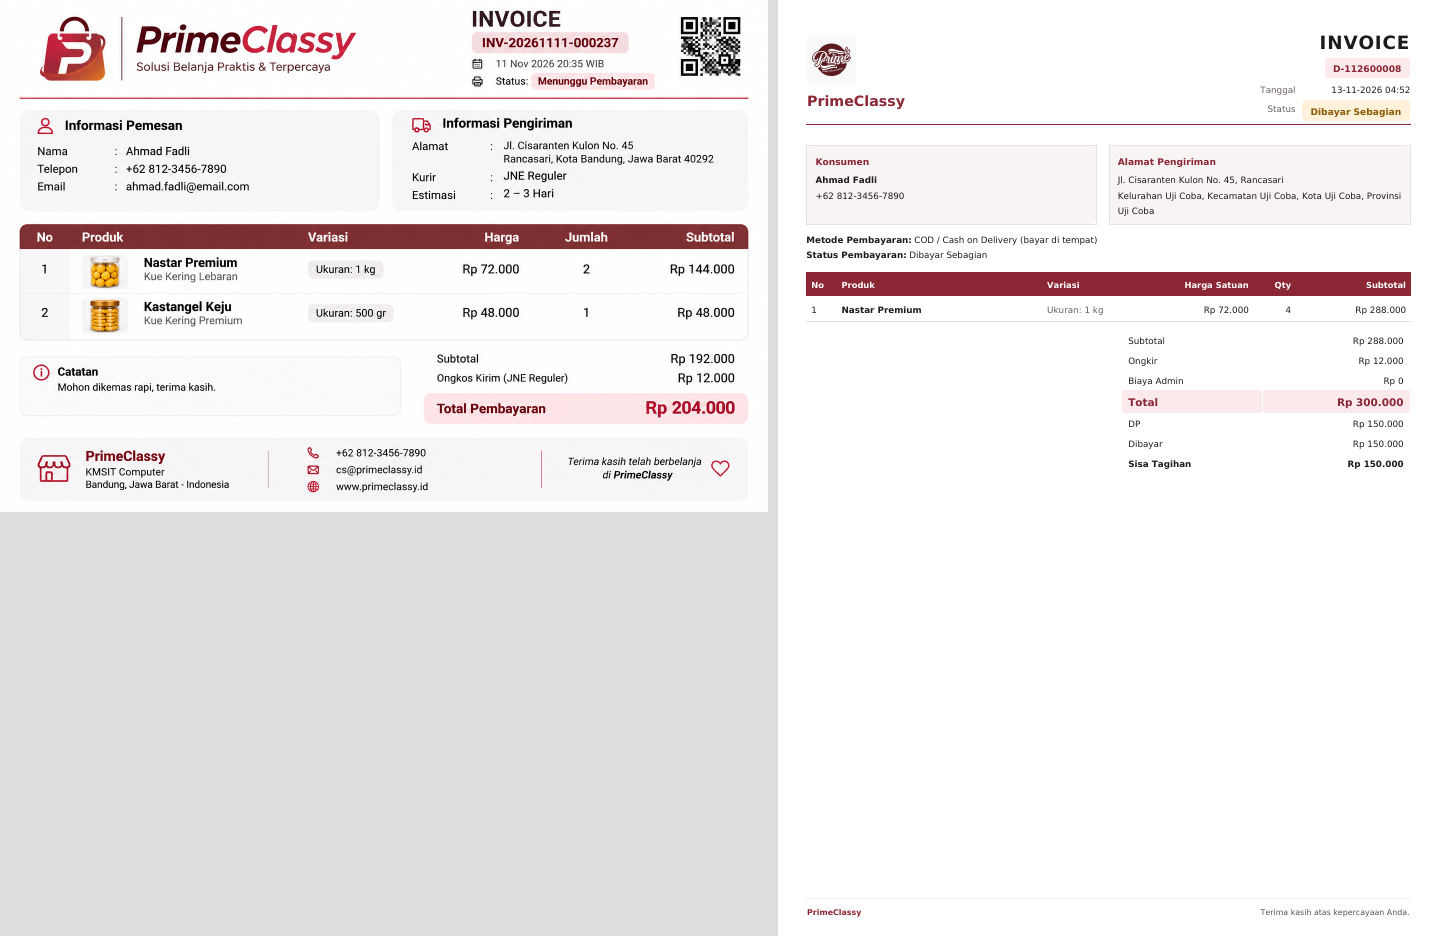 PrimeClassy
Solusi Belanja Praktis & Terpercaya
INVOICE
INV-20261111-000237
11 Nov 2026 20:35 WIB
Status: Menunggu Pembayaran
Informasi Pemesan
Nama : Ahmad Fadli
Telepon : +62 812-3456-7890
Email : ahmad.fadli@email.com
Informasi Pengiriman
Alamat : Jl. Cisaranten Kulon No. 45
Rancasari, Kota Bandung, Jawa Barat 40292
Kurir : JNE Reguler
Estimasi : 2 – 3 Hari
No Produk Variasi Harga Jumlah Subtotal
1 Nastar Premium Ukuran: 1 kg Rp 72.000 2 Rp 144.000
Kue Kering Lebaran
2 Kastangel Keju Ukuran: 500 gr Rp 48.000 1 Rp 48.000
Kue Kering Premium
Catatan
Mohon dikemas rapi, terima kasih.
Subtotal Rp 192.000
Ongkos Kirim (JNE Reguler) Rp 12.000
Total Pembayaran Rp 204.000
PrimeClassy
KMSIT Computer
Bandung, Jawa Barat - Indonesia
+62 812-3456-7890
cs@primeclassy.id
www.primeclassy.id
Terima kasih telah berbelanja
di PrimeClassy
Prime
PrimeClassy
INVOICE
D-112600008
Tanggal 13-11-2026 04:52
Status Dibayar Sebagian
Konsumen
Ahmad Fadli
+62 812-3456-7890
Alamat Pengiriman
Jl. Cisaranten Kulon No. 45, Rancasari
Kelurahan Uji Coba, Kecamatan Uji Coba, Kota Uji Coba, Provinsi
Uji Coba
Metode Pembayaran: COD / Cash on Delivery (bayar di tempat)
Status Pembayaran: Dibayar Sebagian
No Produk Variasi Harga Satuan Qty Subtotal
1 Nastar Premium Ukuran: 1 kg Rp 72.000 4 Rp 288.000
Subtotal Rp 288.000
Ongkir Rp 12.000
Biaya Admin Rp 0
Total Rp 300.000
DP Rp 150.000
Dibayar Rp 150.000
Sisa Tagihan Rp 150.000
PrimeClassy
Terima kasih atas kepercayaan Anda.